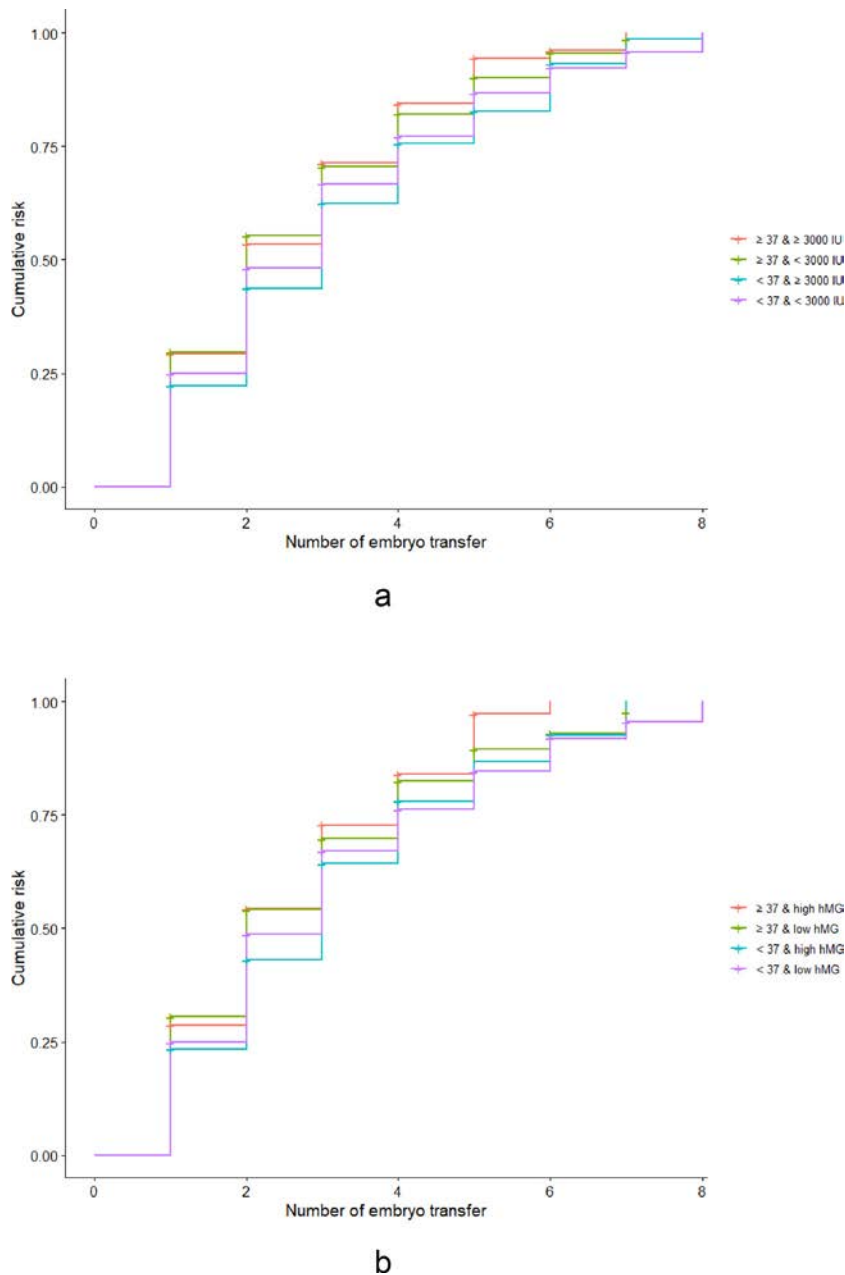 1.00
0.75
0.50
0.25
0.00
Cumulative risk
0 2 4 6 8
Number of embryo transfer
≥ 37 & ≥ 3000 IU
≥ 37 & < 3000 IU
< 37 & ≥ 3000 IU
< 37 & < 3000 IU
a
1.00
0.75
0.50
0.25
0.00
Cumulative risk
0 2 4 6 8
Number of embryo transfer
≥ 37 & high hMG
≥ 37 & low hMG
< 37 & high hMG
< 37 & low hMG
b